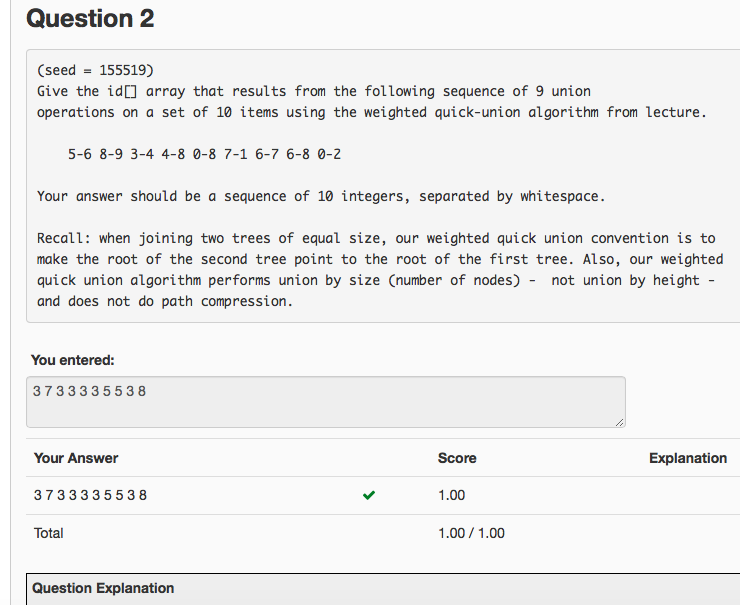 Question 2
(seed = 155519)
Give the id[] array that results from the following sequence of 9 union
operations on a set of 10 items using the weighted quick-union algorithm from lecture.
5-6 8-9 3-4 4-8 0-8 7-1 6-7 6-8 0-2
Your answer should be a sequence of 10 integers, separated by whitespace.
Recall: when joining two trees of equal size, our weighted quick union convention is to
make the root of the second tree point to the root of the first tree. Also, our weighted
quick union algorithm performs union by size (number of nodes) - not union by height -
and does not do path compression.
You entered:
3 7 3 3 3 3 5 5 3 8
Your Answer Score Explanation
3 7 3 3 3 3 5 5 3 8 ✔ 1.00
Total 1.00 / 1.00
Question Explanation